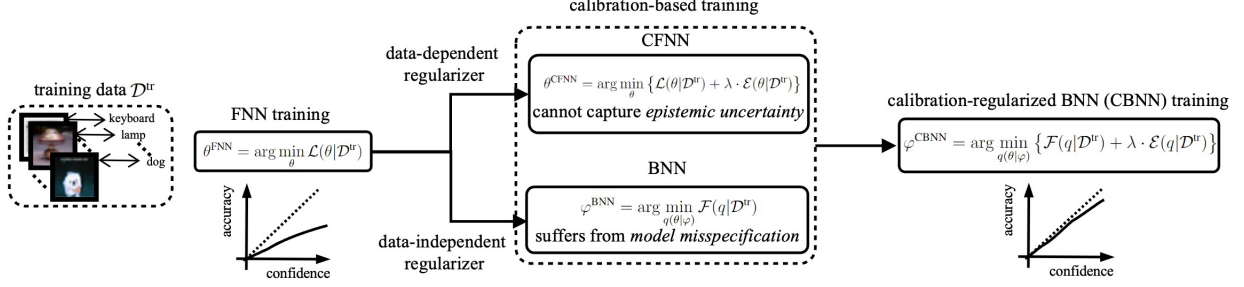 calibration-based training
training data 𝒟ᵗʳ
keyboard
lamp
dog
FNN training
θ^FNN = arg min_θ ℒ(θ|𝒟^tr)
accuracy
confidence
data-dependent
regularizer
data-independent
regularizer
CFNN
θ^CFNN = arg min_θ {ℒ(θ|𝒟^tr) + λ · ℰ(θ|𝒟^tr)}
cannot capture epistemic uncertainty
BNN
φ^BNN = arg min_q(θ|φ) ℱ(q|𝒟^tr)
suffers from model misspecification
calibration-regularized BNN (CBNN) training
φ^CBNN = arg min_q(θ|φ) {ℱ(q|𝒟^tr) + λ · ℰ(q|𝒟^tr)}
accuracy
confidence